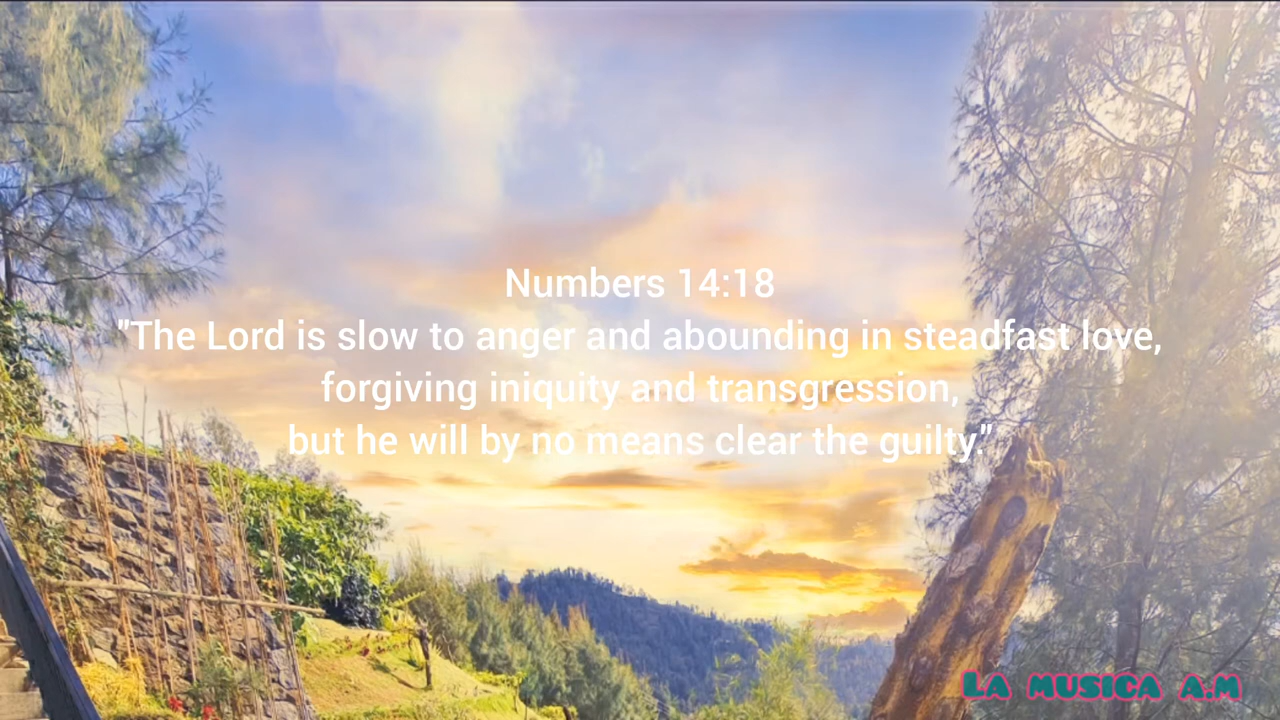 Numbers 14:18
"The Lord is slow to anger and abounding in steadfast love,
forgiving iniquity and transgression,
but he will by no means clear the guilty."
La musica a.m